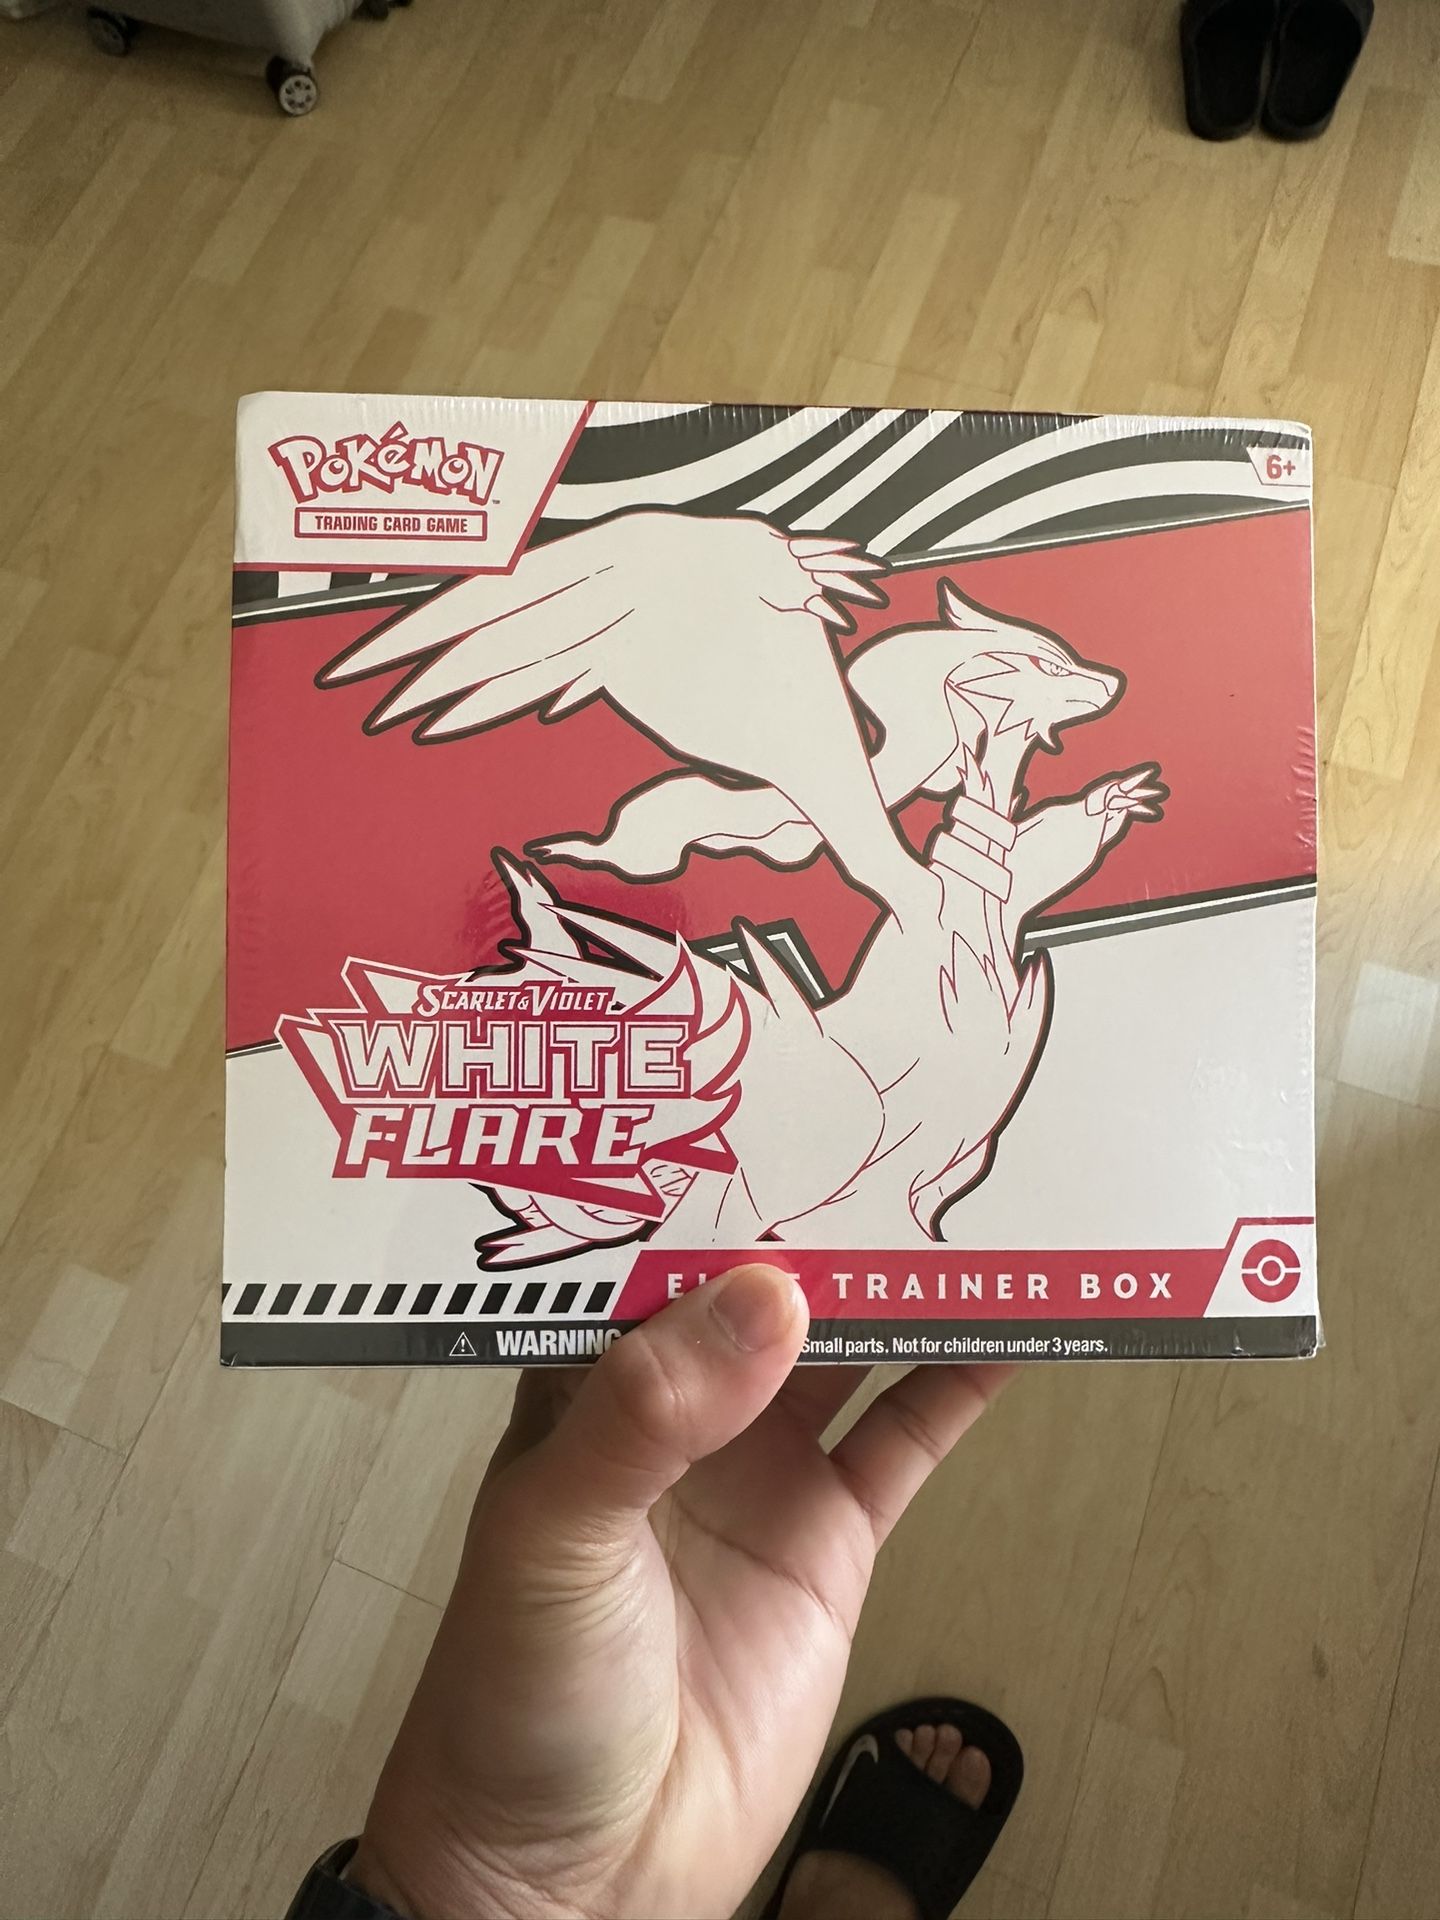 POKéMON
TRADING CARD GAME
6+
SCARLET & VIOLET
WHITE
FLARE
TRAINER BOX
WARNING
Small parts. Not for children under 3 years.